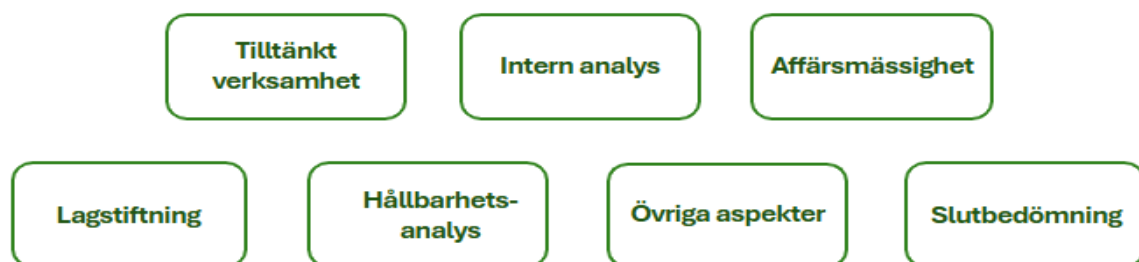 Tilltänkt
verksamhet
Intern analys
Affärsmässighet
Lagstiftning
Hållbarhets-
analys
Övriga aspekter
Slutbedömning